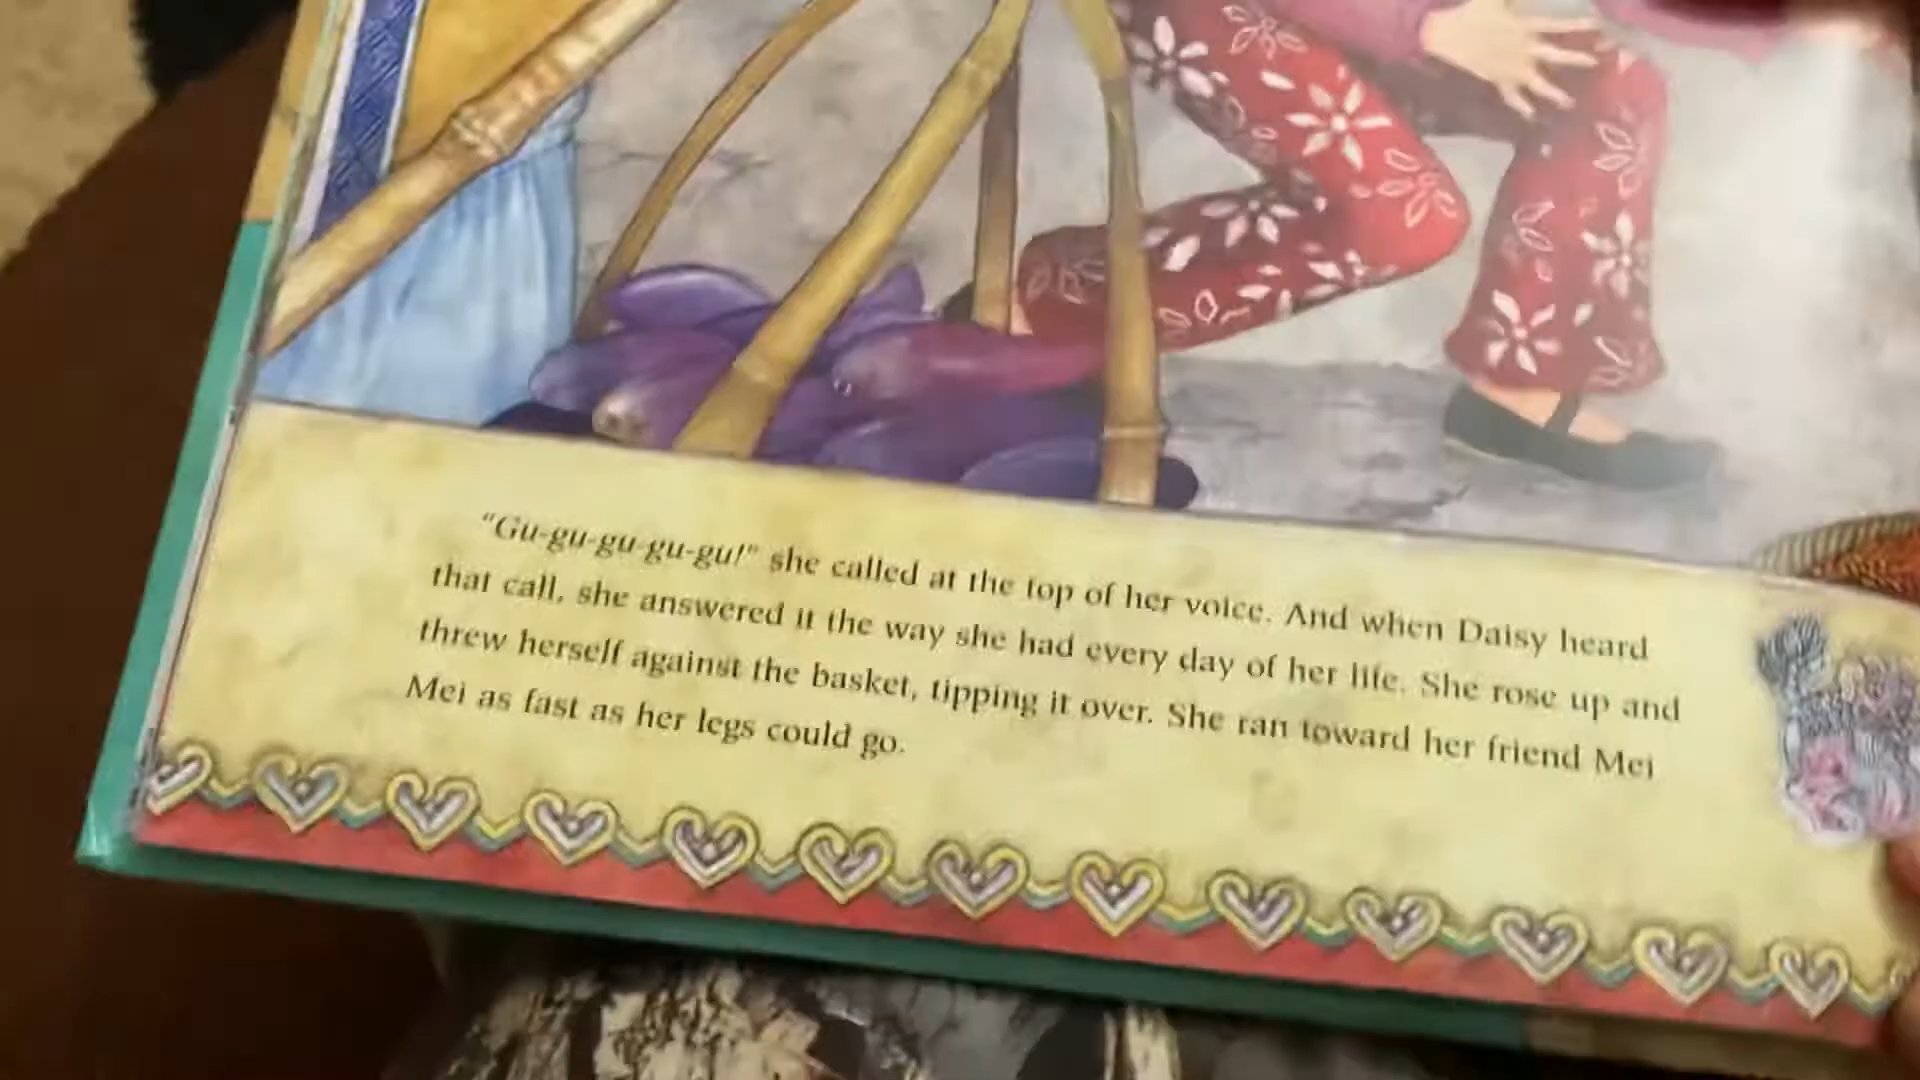 "Gu-gu-gu-gu-gu!" she called at the top of her voice. And when Daisy heard
that call, she answered it the way she had every day of her life. She rose up and
threw herself against the basket, tipping it over. She ran toward her friend Mei
Mei as fast as her legs could go.